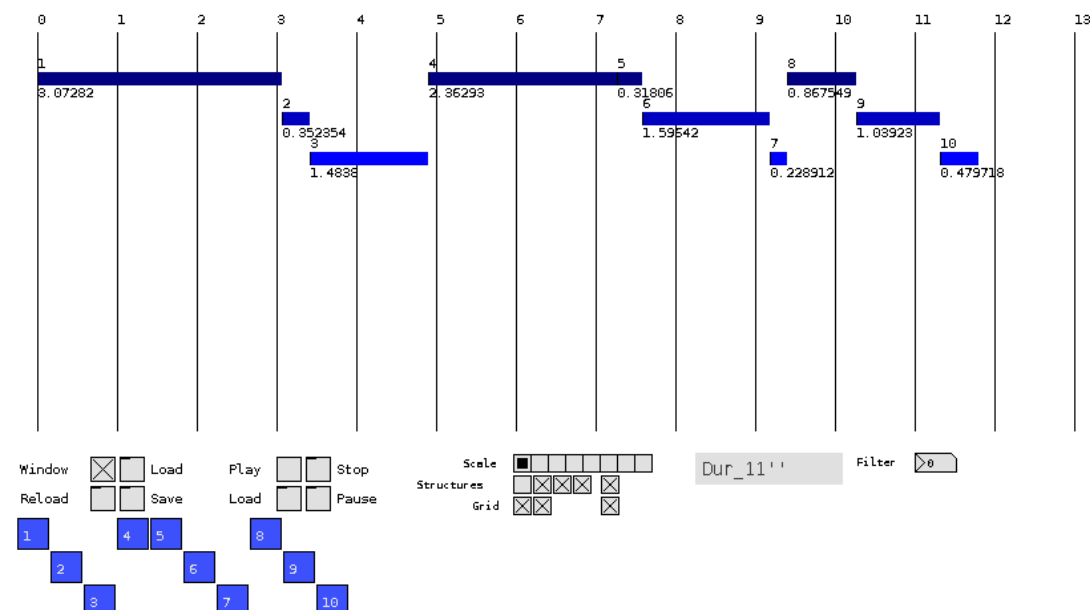 0 1 2 3 4 5 6 7 8 9 10 11 12 13
1 4 5 8
3.07282 2.36293 0.31806 0.867549
2 6 9
0.352354 1.59642 1.03923
3 7 10
1.4838 0.228912 0.479718
Window Load Play Stop Scale Dur_11'' Filter >0
Structures
Reload Save Load Pause Grid
1 4 5 8
2 6 9
3 7 10